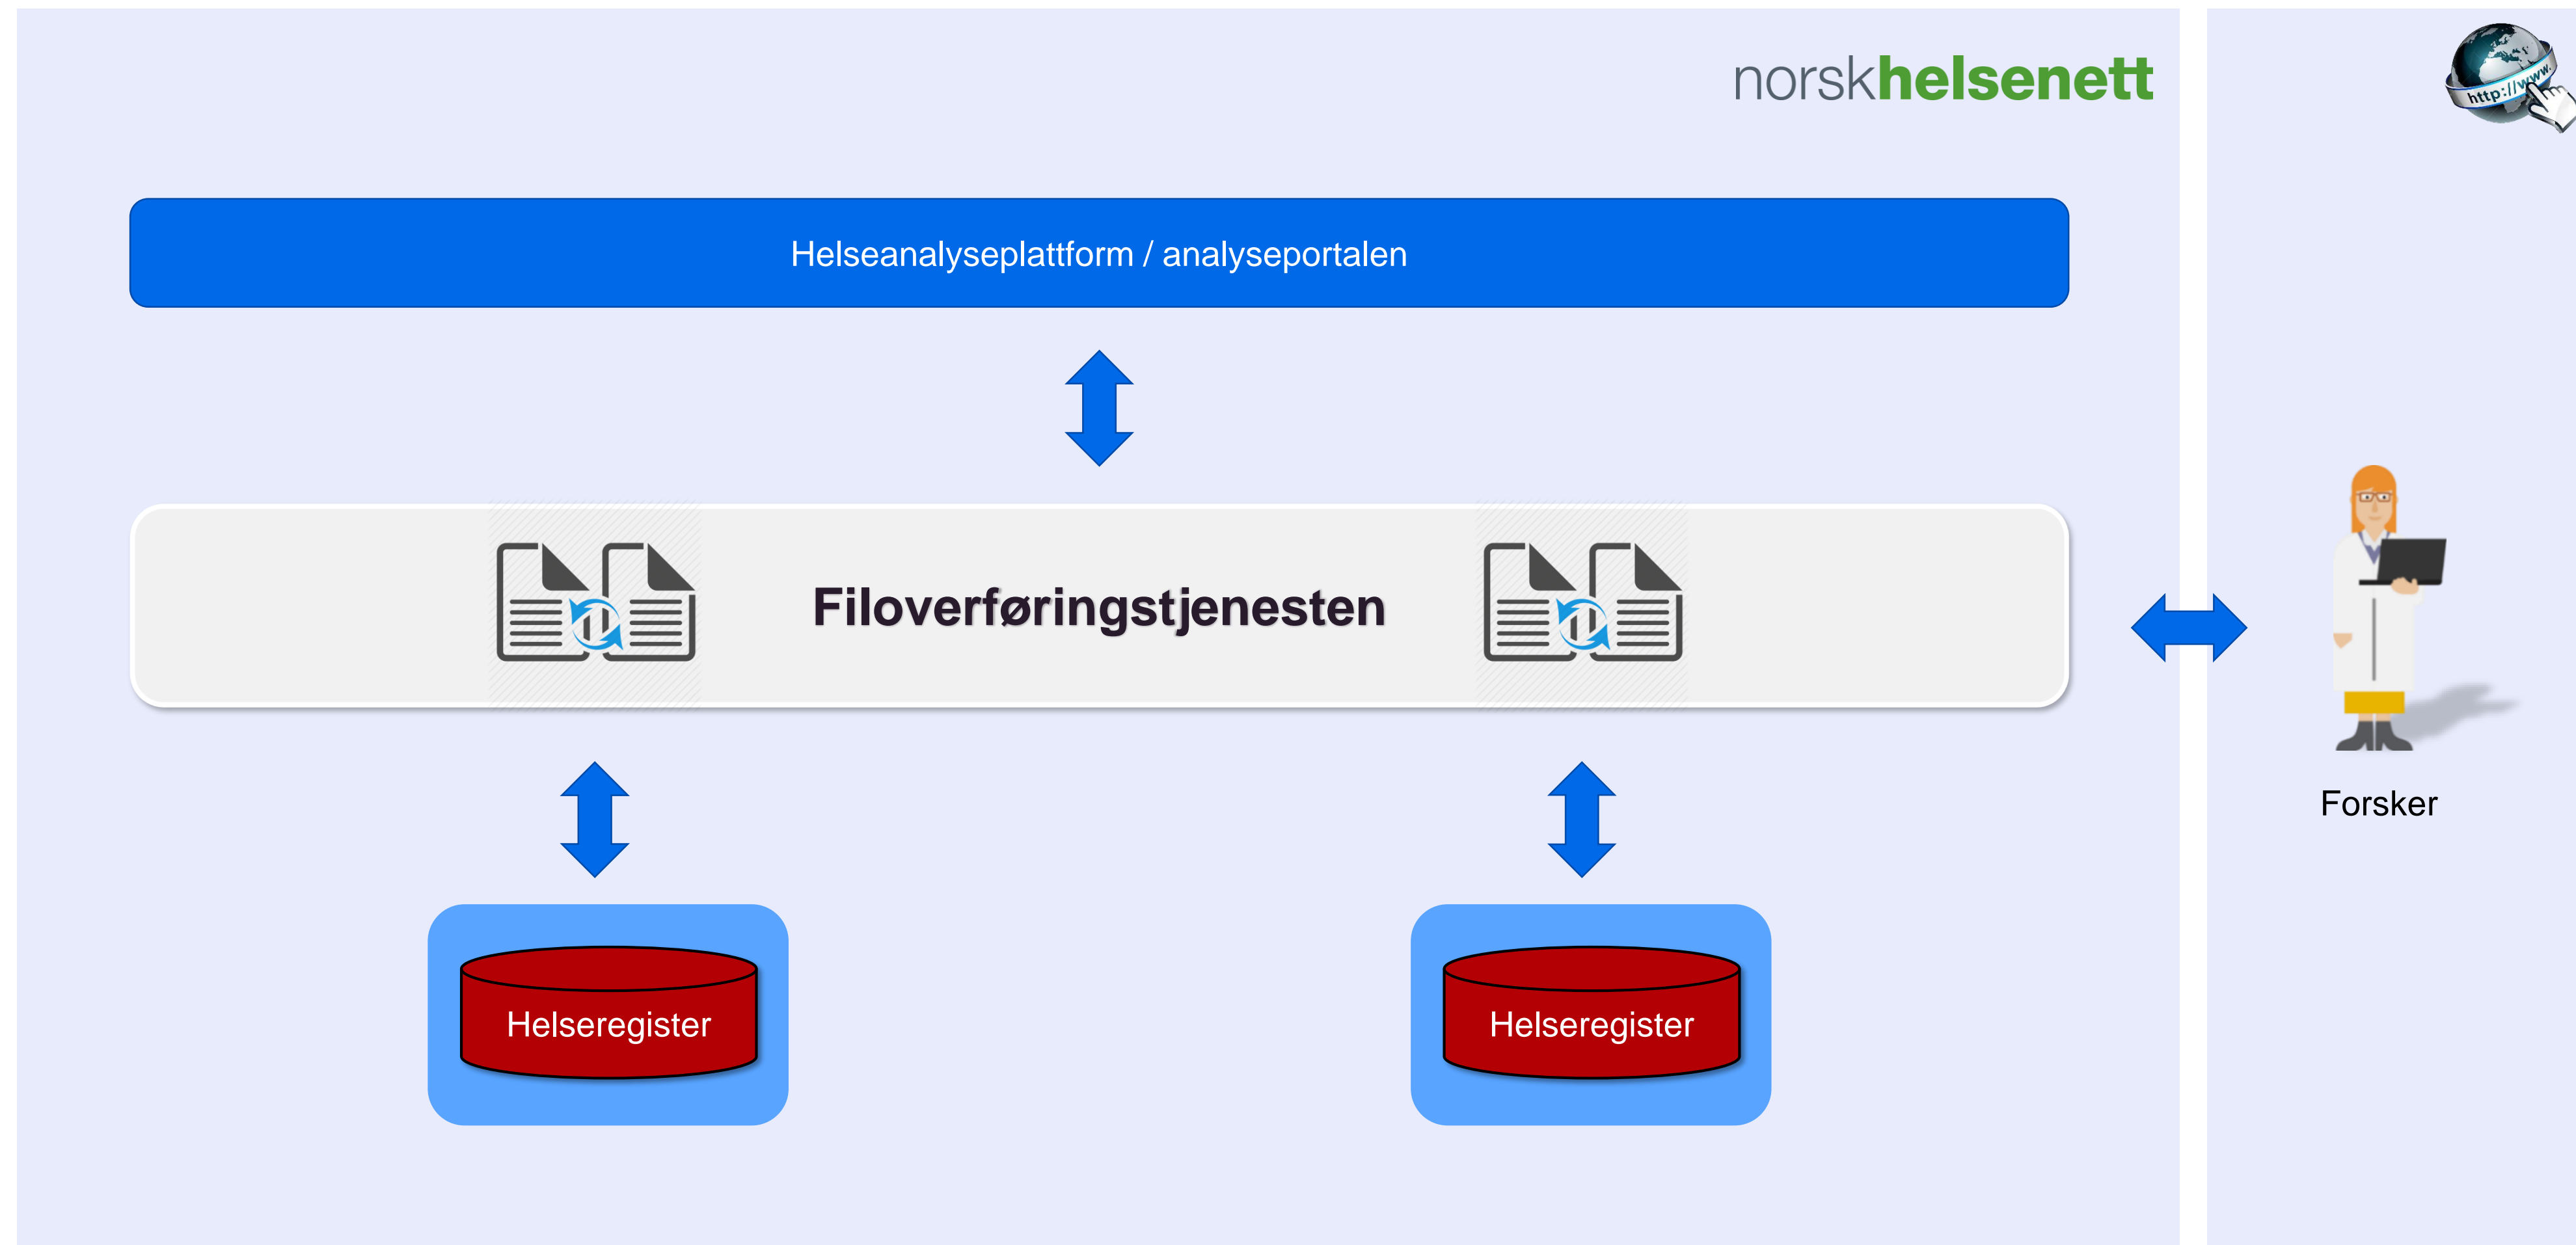 norskhelsenett
http://www.
Helseanalyseplattform / analyseportalen
Filoverføringstjenesten
Forsker
Helseregister
Helseregister